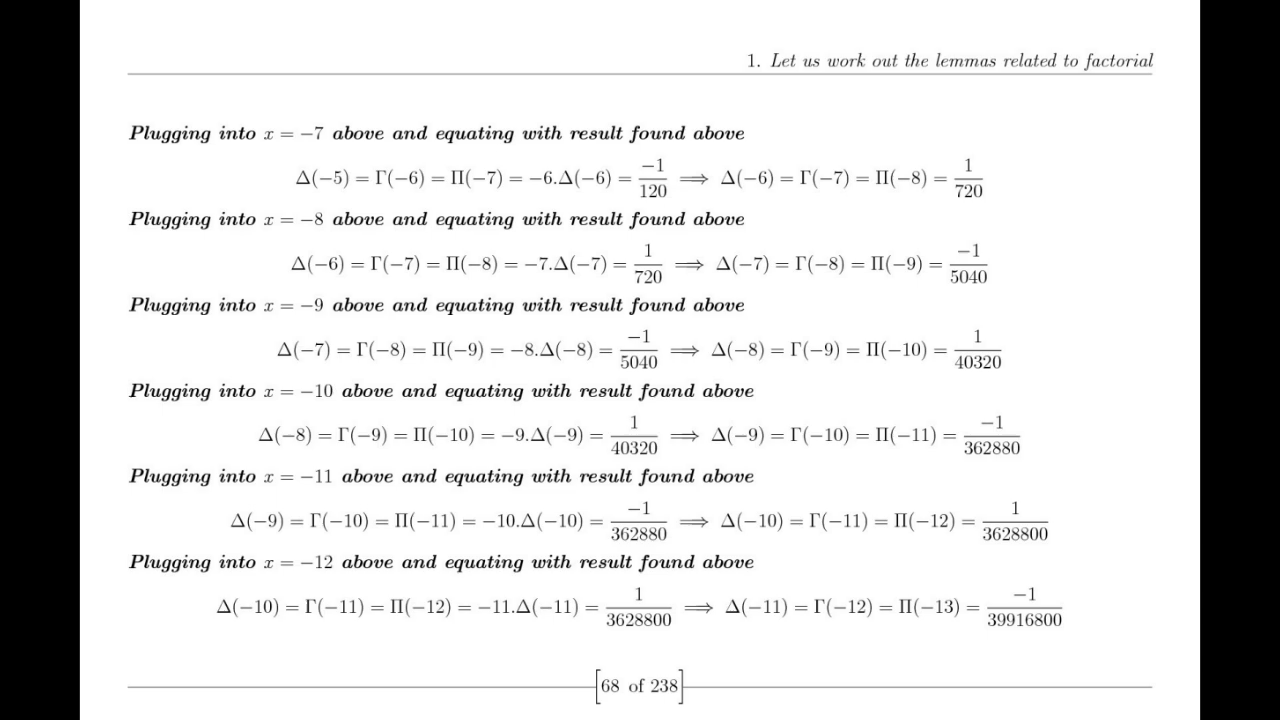 1. Let us work out the lemmas related to factorial
Plugging into x = −7 above and equating with result found above
Δ(−5) = Γ(−6) = Π(−7) = −6.Δ(−6) = −1/120 ⟹ Δ(−6) = Γ(−7) = Π(−8) = 1/720
Plugging into x = −8 above and equating with result found above
Δ(−6) = Γ(−7) = Π(−8) = −7.Δ(−7) = 1/720 ⟹ Δ(−7) = Γ(−8) = Π(−9) = −1/5040
Plugging into x = −9 above and equating with result found above
Δ(−7) = Γ(−8) = Π(−9) = −8.Δ(−8) = −1/5040 ⟹ Δ(−8) = Γ(−9) = Π(−10) = 1/40320
Plugging into x = −10 above and equating with result found above
Δ(−8) = Γ(−9) = Π(−10) = −9.Δ(−9) = 1/40320 ⟹ Δ(−9) = Γ(−10) = Π(−11) = −1/362880
Plugging into x = −11 above and equating with result found above
Δ(−9) = Γ(−10) = Π(−11) = −10.Δ(−10) = −1/362880 ⟹ Δ(−10) = Γ(−11) = Π(−12) = 1/3628800
Plugging into x = −12 above and equating with result found above
Δ(−10) = Γ(−11) = Π(−12) = −11.Δ(−11) = 1/3628800 ⟹ Δ(−11) = Γ(−12) = Π(−13) = −1/39916800
[68 of 238]